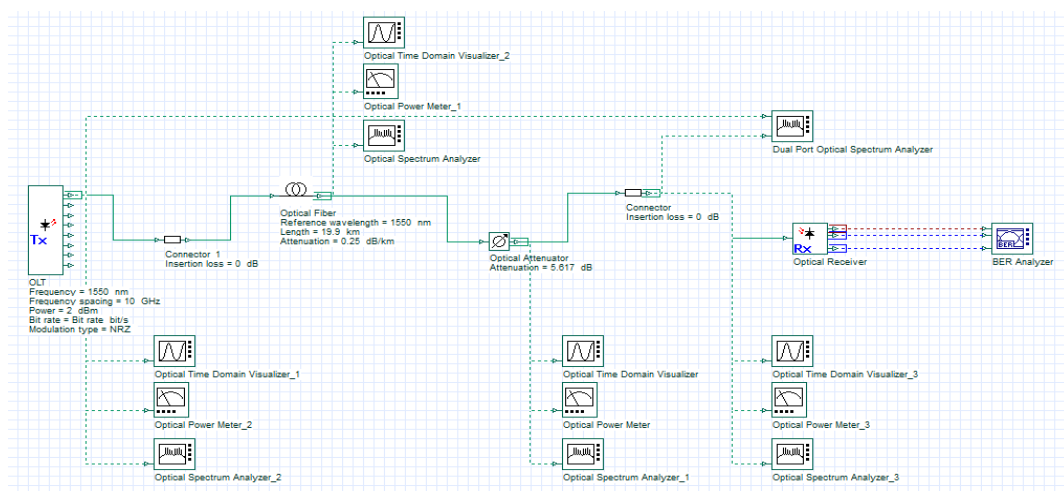 Optical Time Domain Visualizer_2
Optical Power Meter_1
Optical Spectrum Analyzer
Dual Port Optical Spectrum Analyzer
Tx
OLT
Frequency = 1550 nm
Frequency spacing = 10 GHz
Power = 2 dBm
Bit rate = Bit rate bit/s
Modulation type = NRZ
Connector 1
Insertion loss = 0 dB
Optical Fiber
Reference wavelength = 1550 nm
Length = 19.9 km
Attenuation = 0.25 dB/km
Optical Attenuator
Attenuation = 5.617 dB
Connector
Insertion loss = 0 dB
Rx
Optical Receiver
BER
BER Analyzer
Optical Time Domain Visualizer_1
Optical Power Meter_2
Optical Spectrum Analyzer_2
Optical Time Domain Visualizer
Optical Power Meter
Optical Spectrum Analyzer_1
Optical Time Domain Visualizer_3
Optical Power Meter_3
Optical Spectrum Analyzer_3